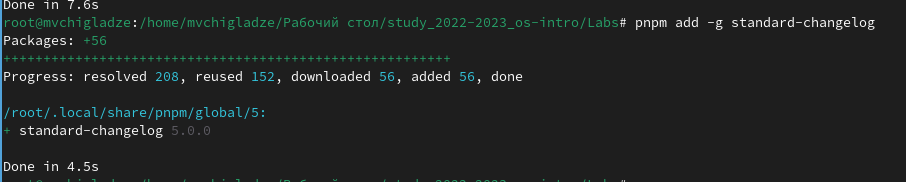 Done in 7.6s
root@mvchigladze:/home/mvchigladze/Рабочий стол/study_2022-2023_os-intro/Labs# pnpm add -g standard-changelog
Packages: +56
++++++++++++++++++++++++++++++++++++++++++++++++++++++++
Progress: resolved 208, reused 152, downloaded 56, added 56, done
/root/.local/share/pnpm/global/5:
+ standard-changelog 5.0.0
Done in 4.5s